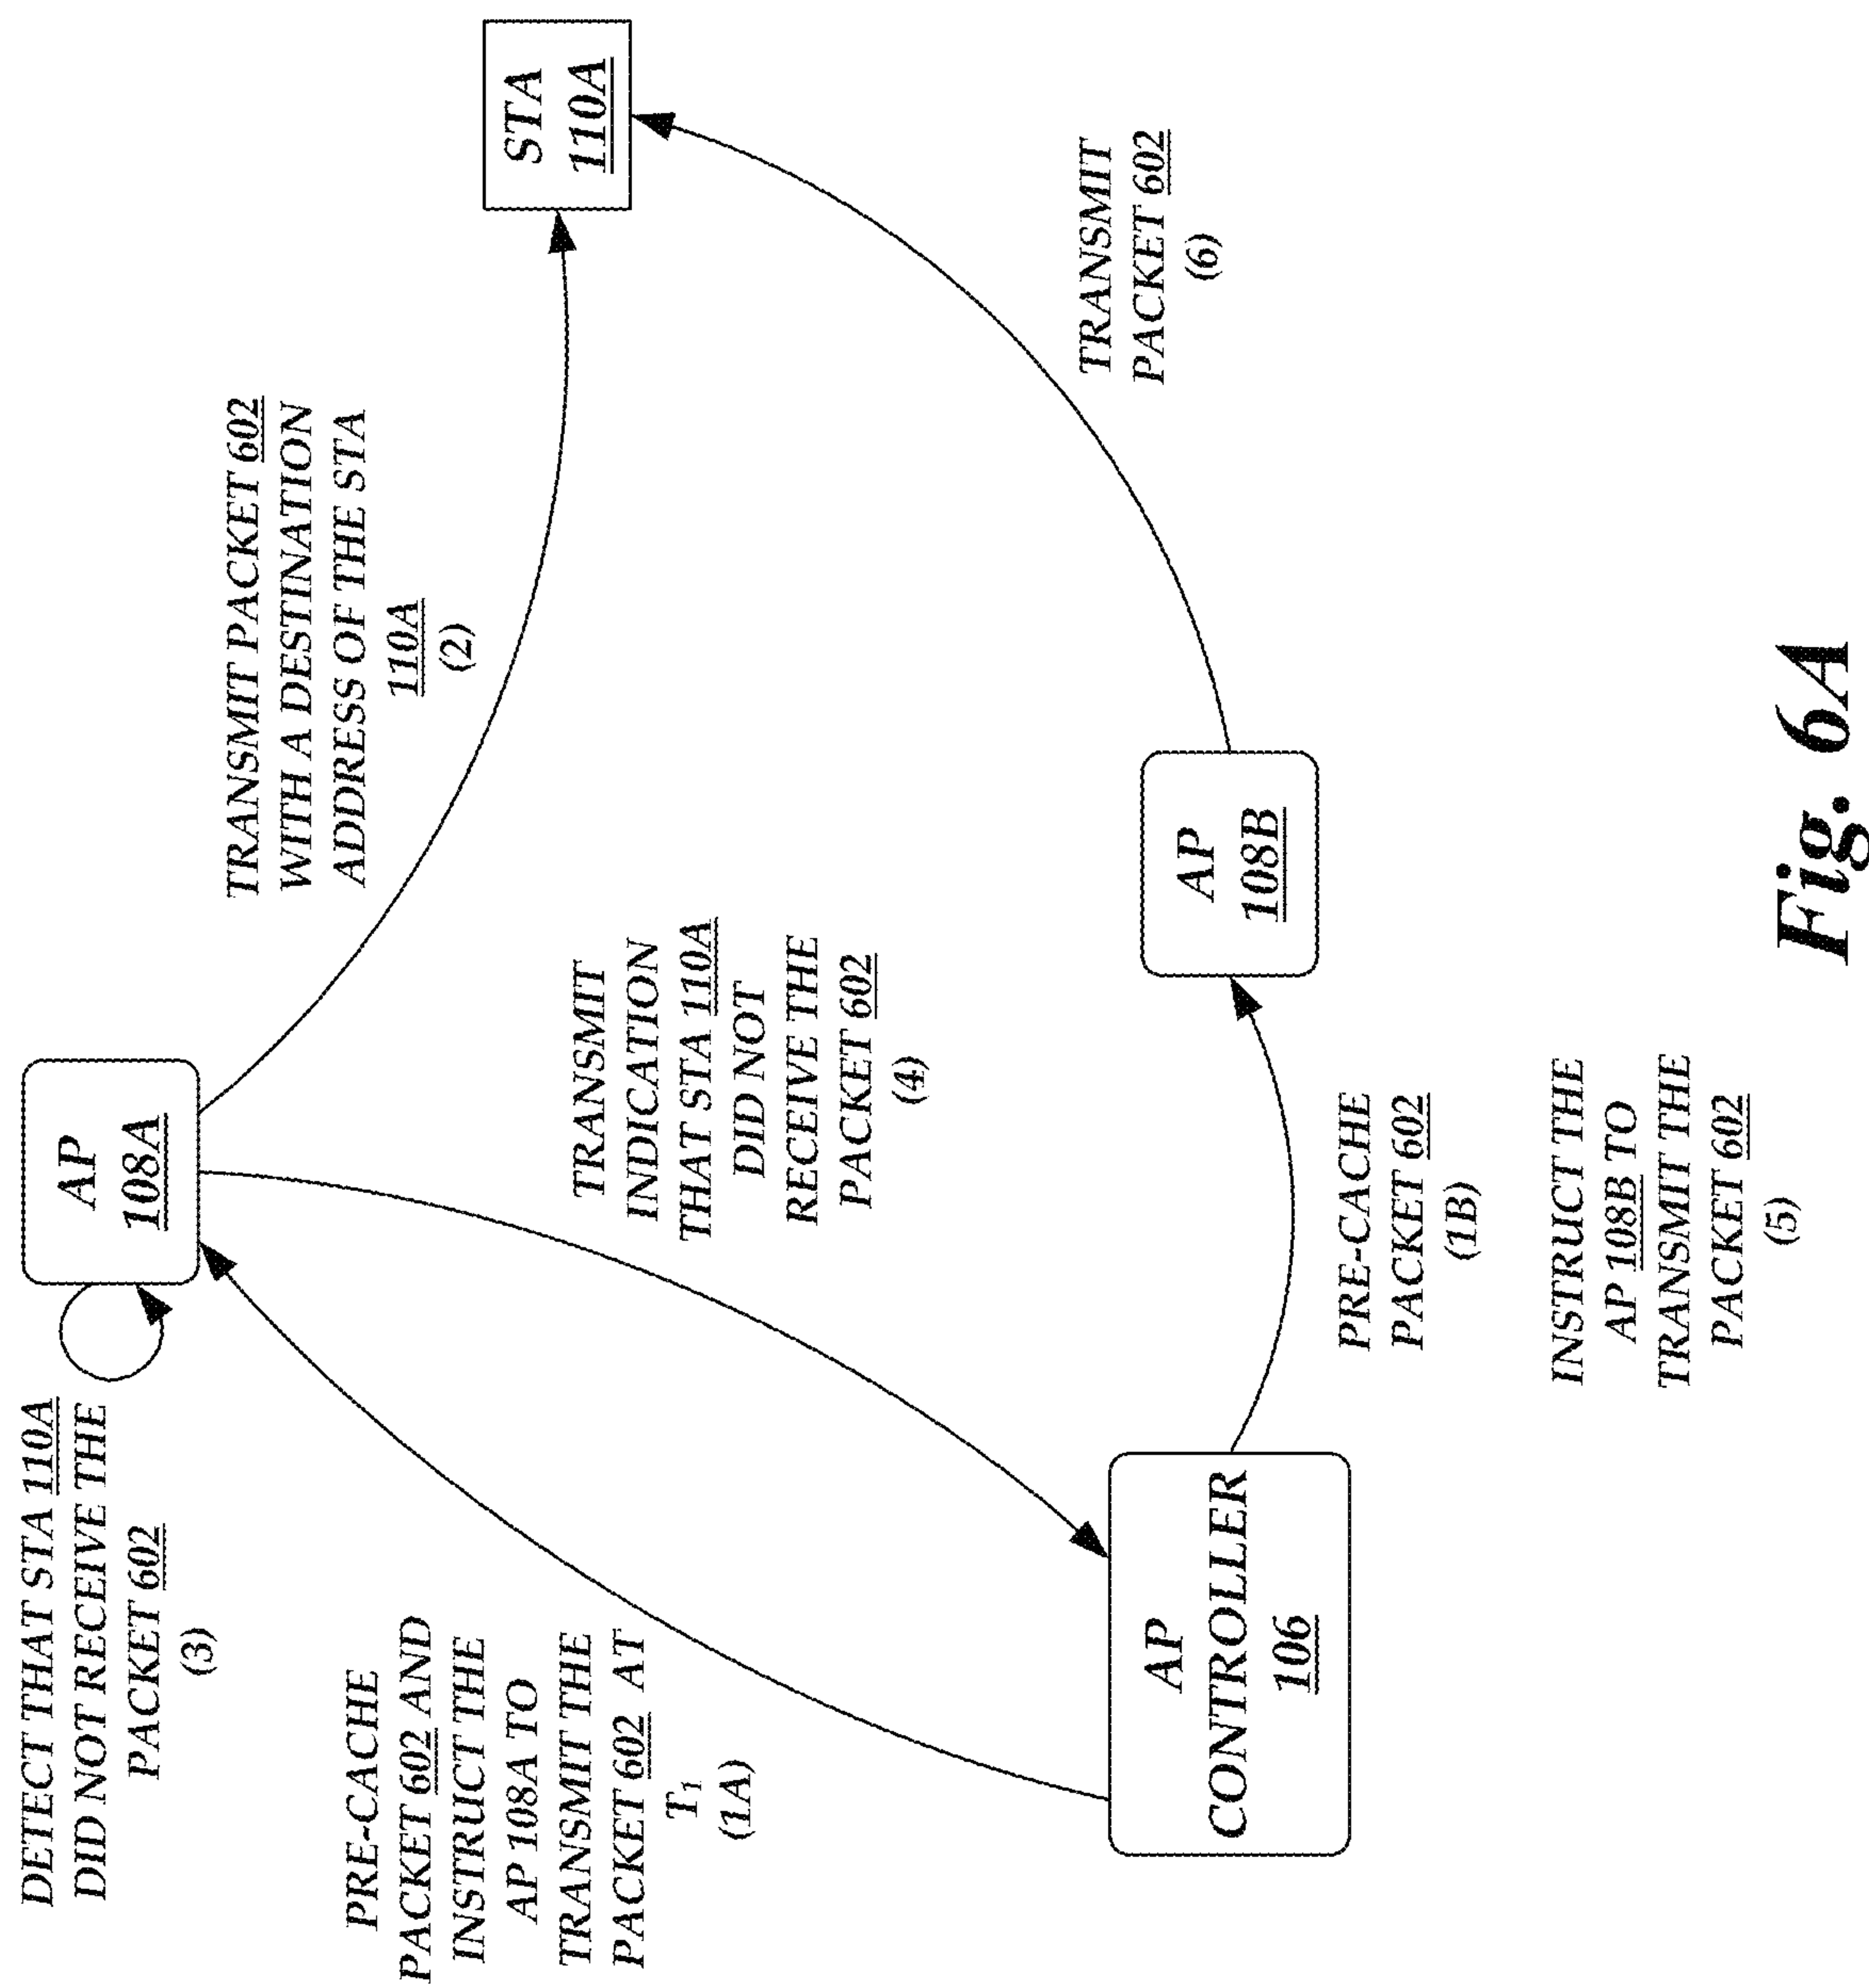 DETECT THAT STA 110A
DID NOT RECEIVE THE
PACKET 602
(3)
AP
108A
TRANSMIT PACKET 602
WITH A DESTINATION
ADDRESS OF THE STA
110A
(2)
STA
110A
PRE-CACHE
PACKET 602 AND
INSTRUCT THE
AP 108A TO
TRANSMIT THE
PACKET 602 AT
T1
(1A)
TRANSMIT
INDICATION
THAT STA 110A
DID NOT
RECEIVE THE
PACKET 602
(4)
AP
CONTROLLER
106
PRE-CACHE
PACKET 602
(1B)
INSTRUCT THE
AP 108B TO
TRANSMIT THE
PACKET 602
(5)
AP
108B
TRANSMIT
PACKET 602
(6)
Fig. 6A